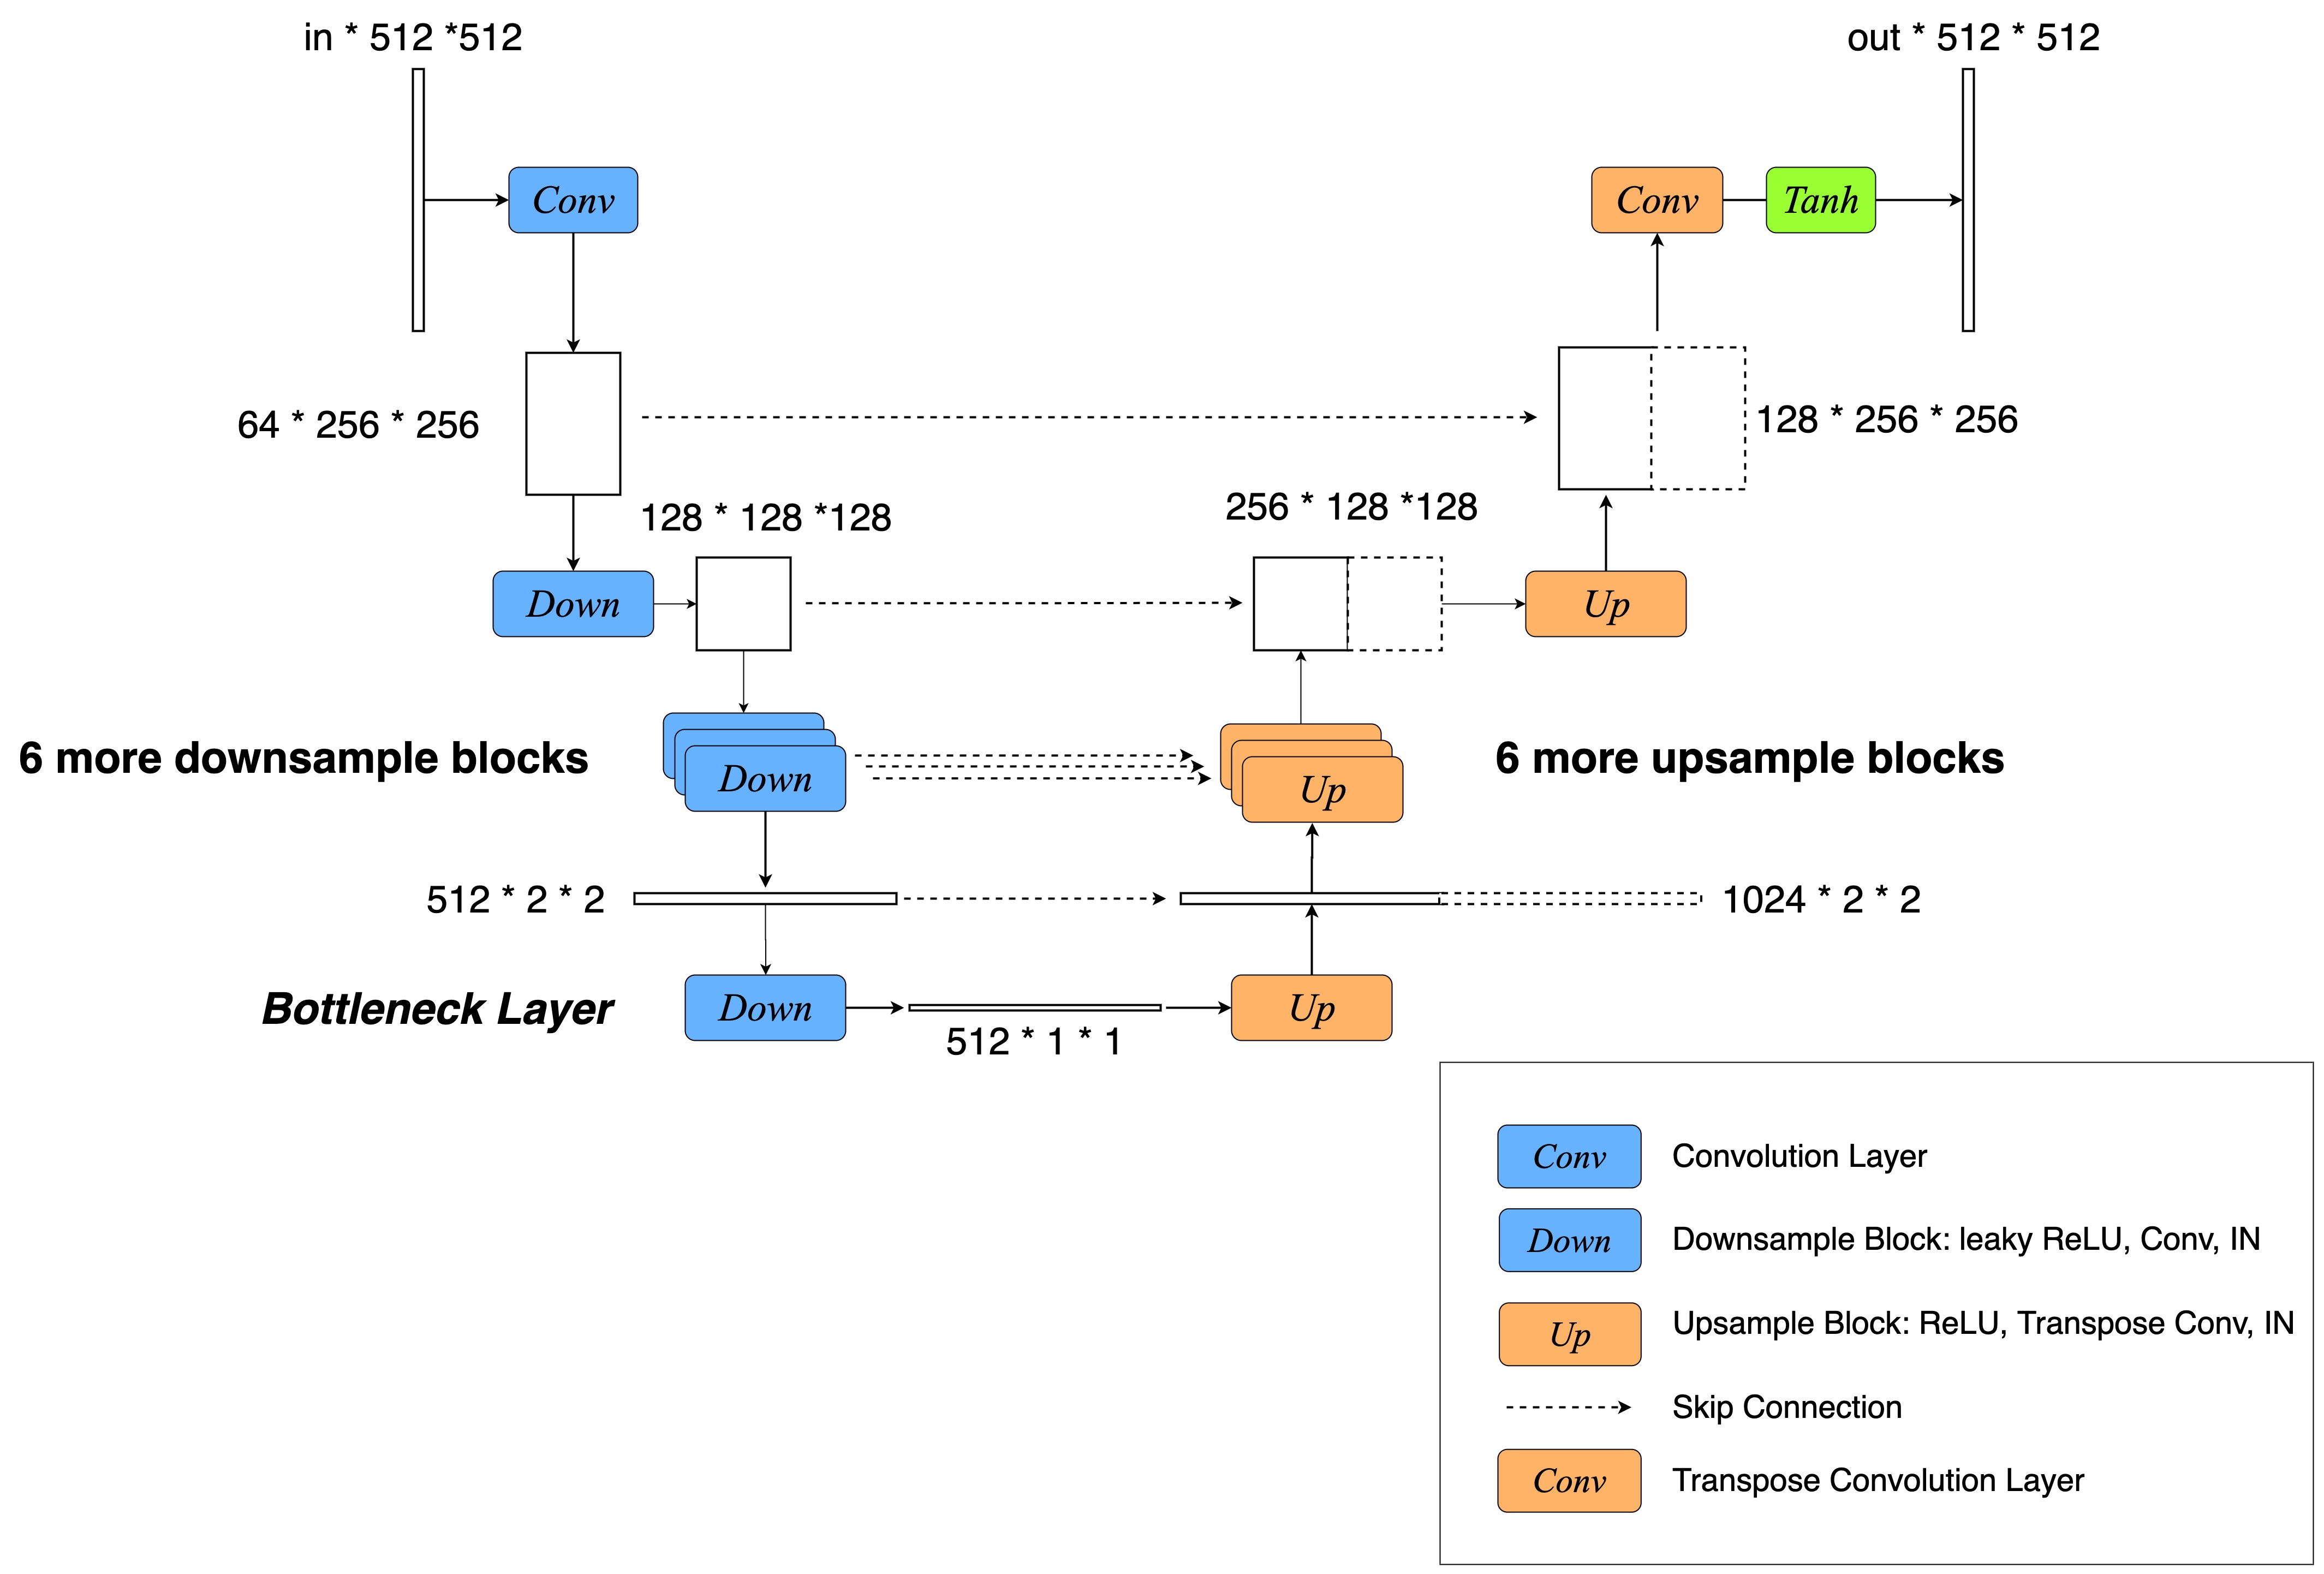 in * 512 *512
out * 512 * 512
Conv
Conv
Tanh
64 * 256 * 256
128 * 256 * 256
128 * 128 *128
256 * 128 *128
Down
Up
6 more downsample blocks
Down
Up
6 more upsample blocks
512 * 2 * 2
1024 * 2 * 2
Bottleneck Layer
Down
512 * 1 * 1
Up
Conv
Convolution Layer
Down
Downsample Block: leaky ReLU, Conv, IN
Up
Upsample Block: ReLU, Transpose Conv, IN
Skip Connection
Conv
Transpose Convolution Layer